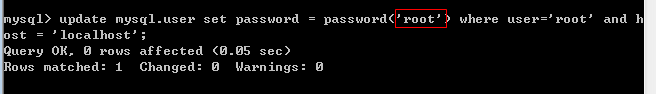 mysql> update mysql.user set password = password('root') where user='root' and h
ost = 'localhost';
Query OK, 0 rows affected (0.05 sec)
Rows matched: 1  Changed: 0  Warnings: 0